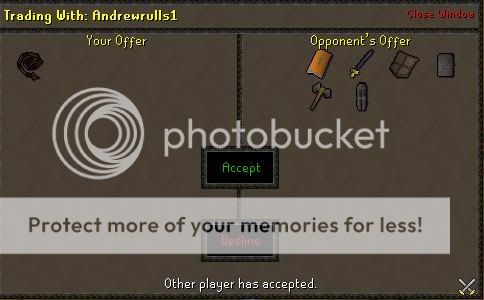 Trading With: Andrewrulls1
Close Window
Your Offer
Opponent's Offer
photobucket
Accept
Protect more of your memories for less!
Decline
Other player has accepted.